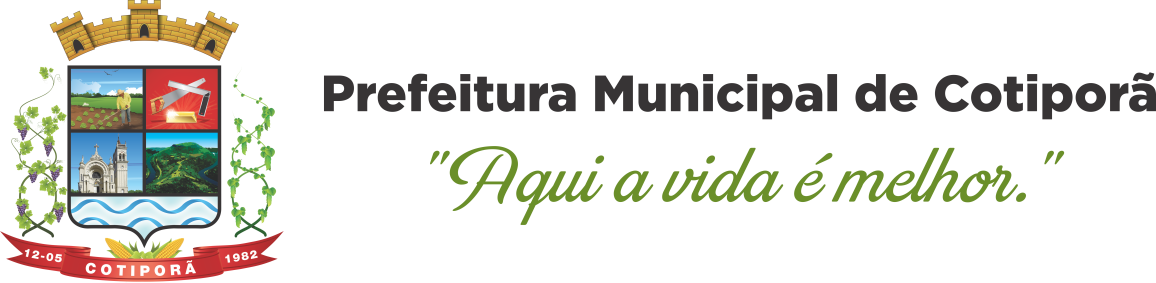 Prefeitura Municipal de Cotiporã
"Aqui a vida é melhor."
12-05
COTIPORÃ
1982